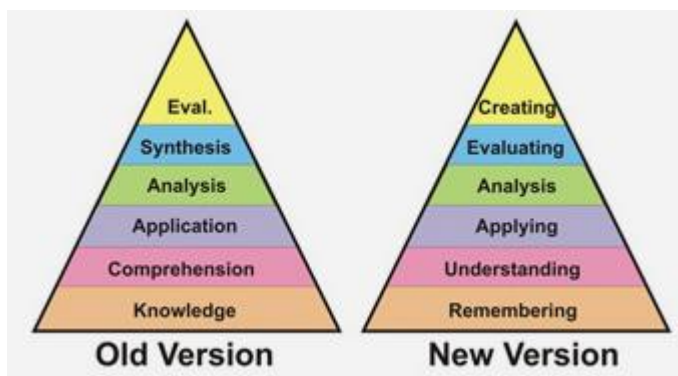 Eval.
Synthesis
Analysis
Application
Comprehension
Knowledge
Old Version
Creating
Evaluating
Analysis
Applying
Understanding
Remembering
New Version